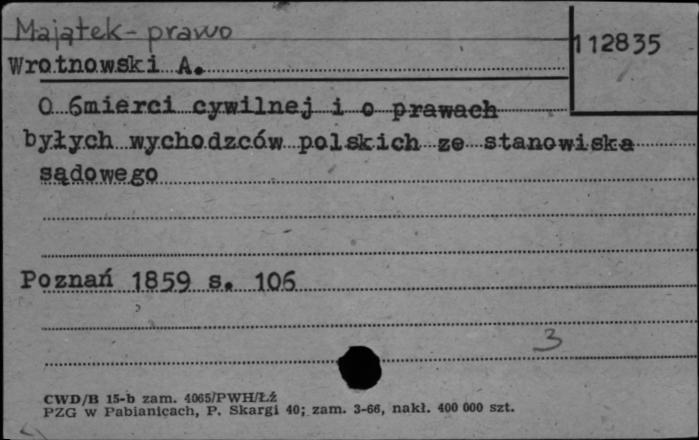 Majątek - prawo
112835
Wrotnowski A.
O 6mierci cywilnej i o prawach
byłych wychodzców polskich ze stanowiska
sądowego
Poznań 1859 s. 106
3
CWD/B 15-b zam. 4065/PWH/ŁŻ
PZG w Pabianicach, P. Skargi 40; zam. 3-66, nakł. 400 000 szt.